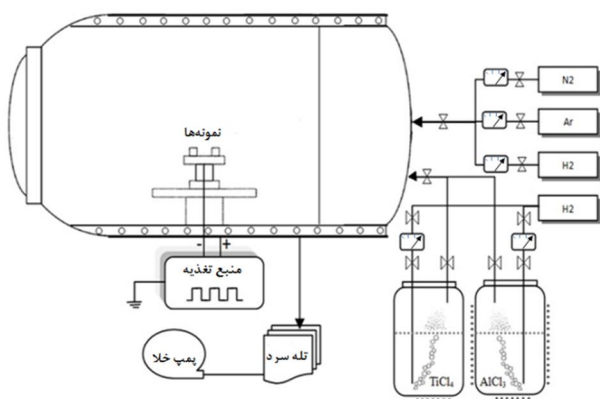 N2
Ar
H2
H2
نمونه‌ها
- +
منبع تغذیه
تله سرد
پمپ خلا
TiCl₄
AlCl₃